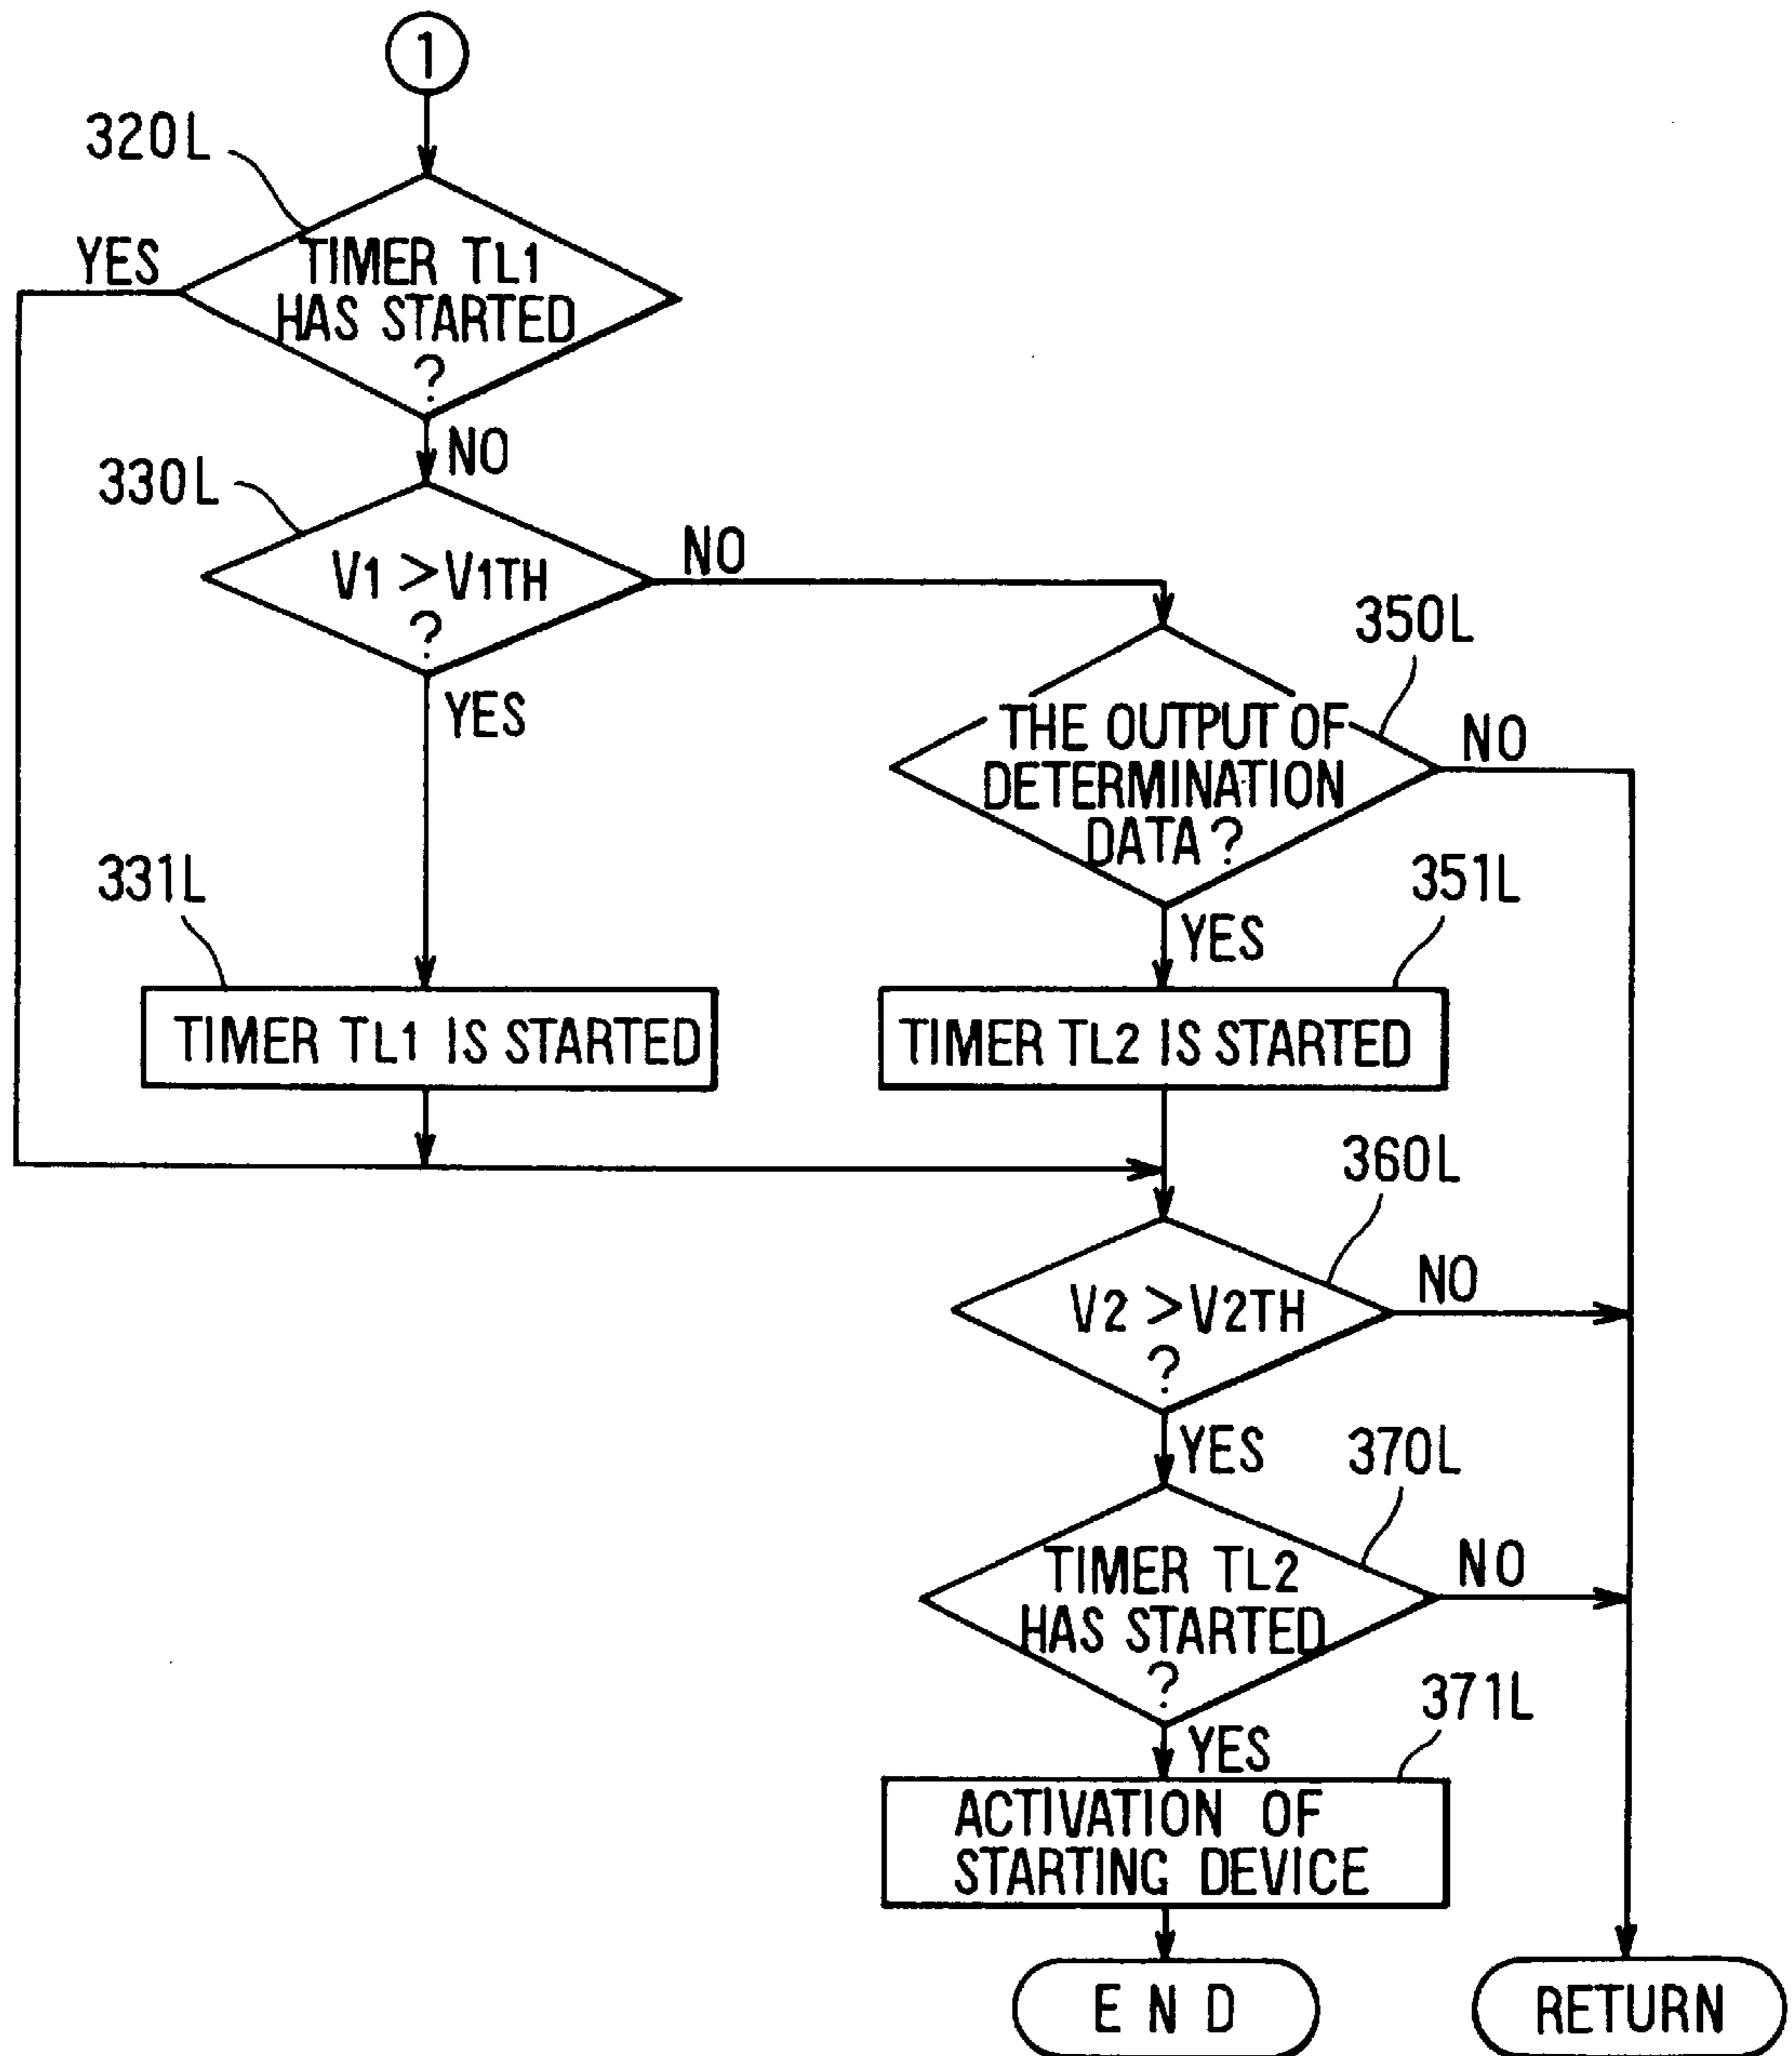 1
320L
YES
TIMER TL1
HAS STARTED
?
NO
330L
V1 > V1TH
?
NO
YES
350L
THE OUTPUT OF
DETERMINATION
DATA ?
NO
YES
331L
351L
TIMER TL1 IS STARTED
TIMER TL2 IS STARTED
360L
V2 > V2TH
?
NO
YES
370L
TIMER TL2
HAS STARTED
?
NO
YES
371L
ACTIVATION OF
STARTING DEVICE
END
RETURN